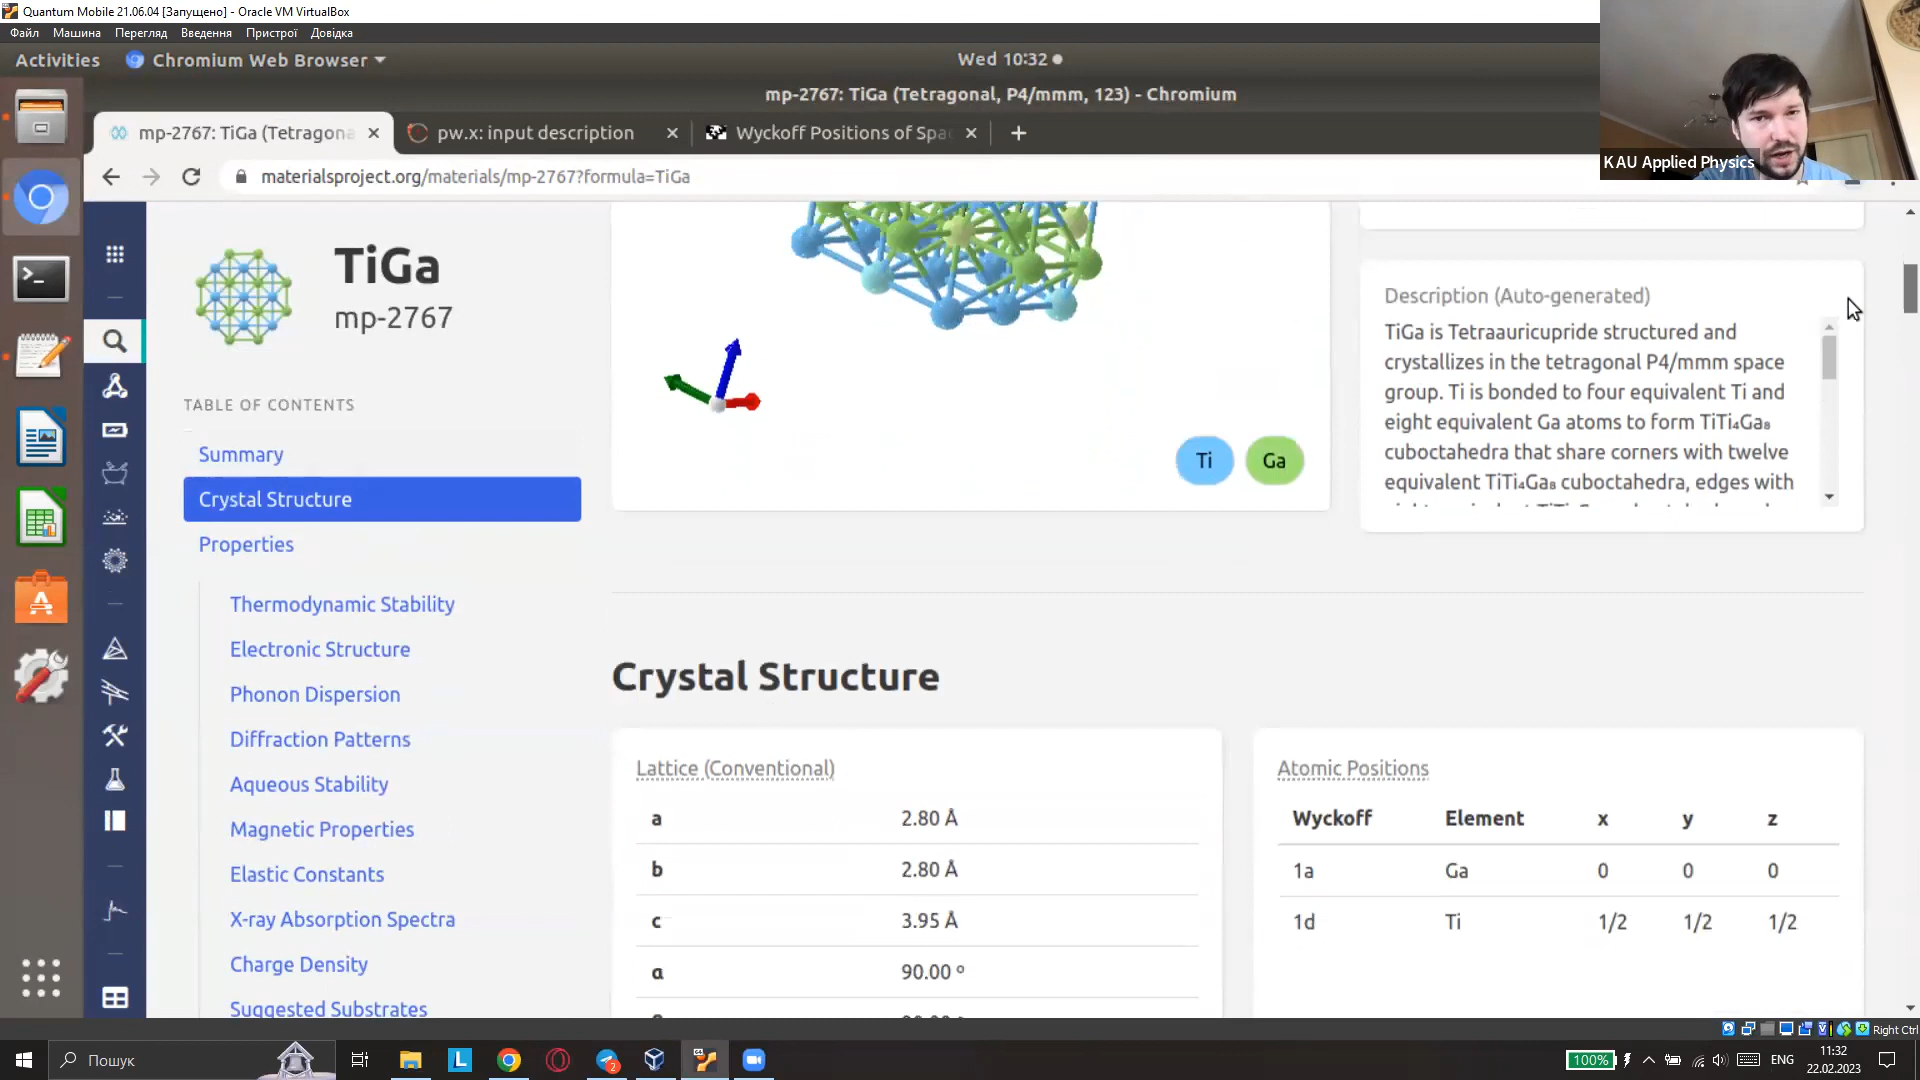 Quantum Mobile 21.06.04 [Запущено] - Oracle VM VirtualBox
Файл Машина Перегляд Введення Пристрої Довідка
Activities Chromium Web Browser Wed 10:32
mp-2767: TiGa (Tetragonal, P4/mmm, 123) - Chromium
mp-2767: TiGa (Tetragona pw.x: input description Wyckoff Positions of Spac
materialsproject.org/materials/mp-2767?formula=TiGa
K AU Applied Physics
TiGa
mp-2767
TABLE OF CONTENTS
Summary
Crystal Structure
Properties
Thermodynamic Stability
Electronic Structure
Phonon Dispersion
Diffraction Patterns
Aqueous Stability
Magnetic Properties
Elastic Constants
X-ray Absorption Spectra
Charge Density
Suggested Substrates
Ti Ga
Description (Auto-generated)
TiGa is Tetraauricupride structured and
crystallizes in the tetragonal P4/mmm space
group. Ti is bonded to four equivalent Ti and
eight equivalent Ga atoms to form TiTi₄Ga₈
cuboctahedra that share corners with twelve
equivalent TiTi₄Ga₈ cuboctahedra, edges with
Crystal Structure
Lattice (Conventional)
a 2.80 Å
b 2.80 Å
c 3.95 Å
α 90.00 º
Atomic Positions
Wyckoff Element x y z
1a Ga 0 0 0
1d Ti 1/2 1/2 1/2
Right Ctrl
Пошук
2
100% ENG 11:32
22.02.2023